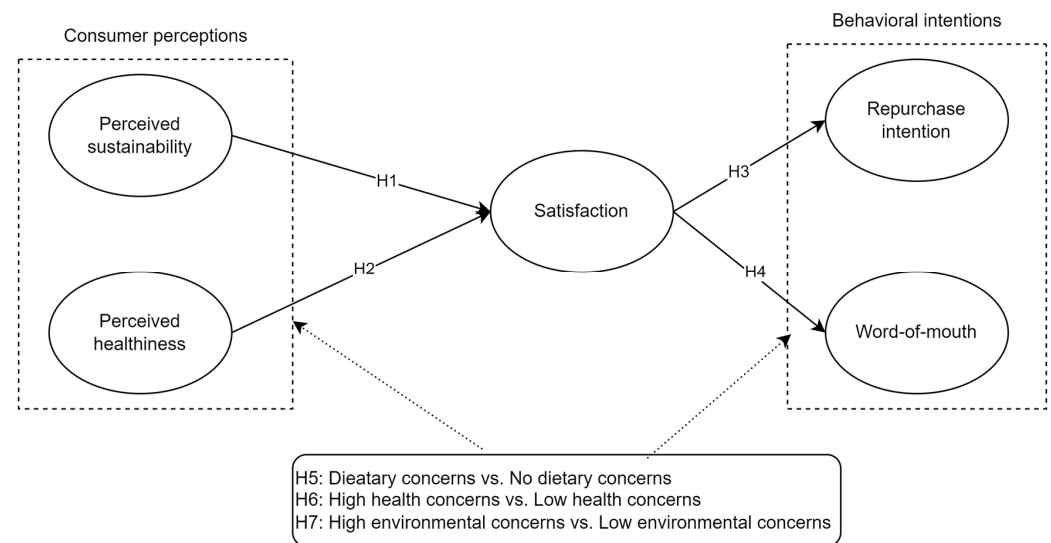 Consumer perceptions
Behavioral intentions
Perceived
sustainability
Repurchase
intention
H1
H3
Satisfaction
H2
H4
Perceived
healthiness
Word-of-mouth
H5: Dieatary concerns vs. No dietary concerns
H6: High health concerns vs. Low health concerns
H7: High environmental concerns vs. Low environmental concerns